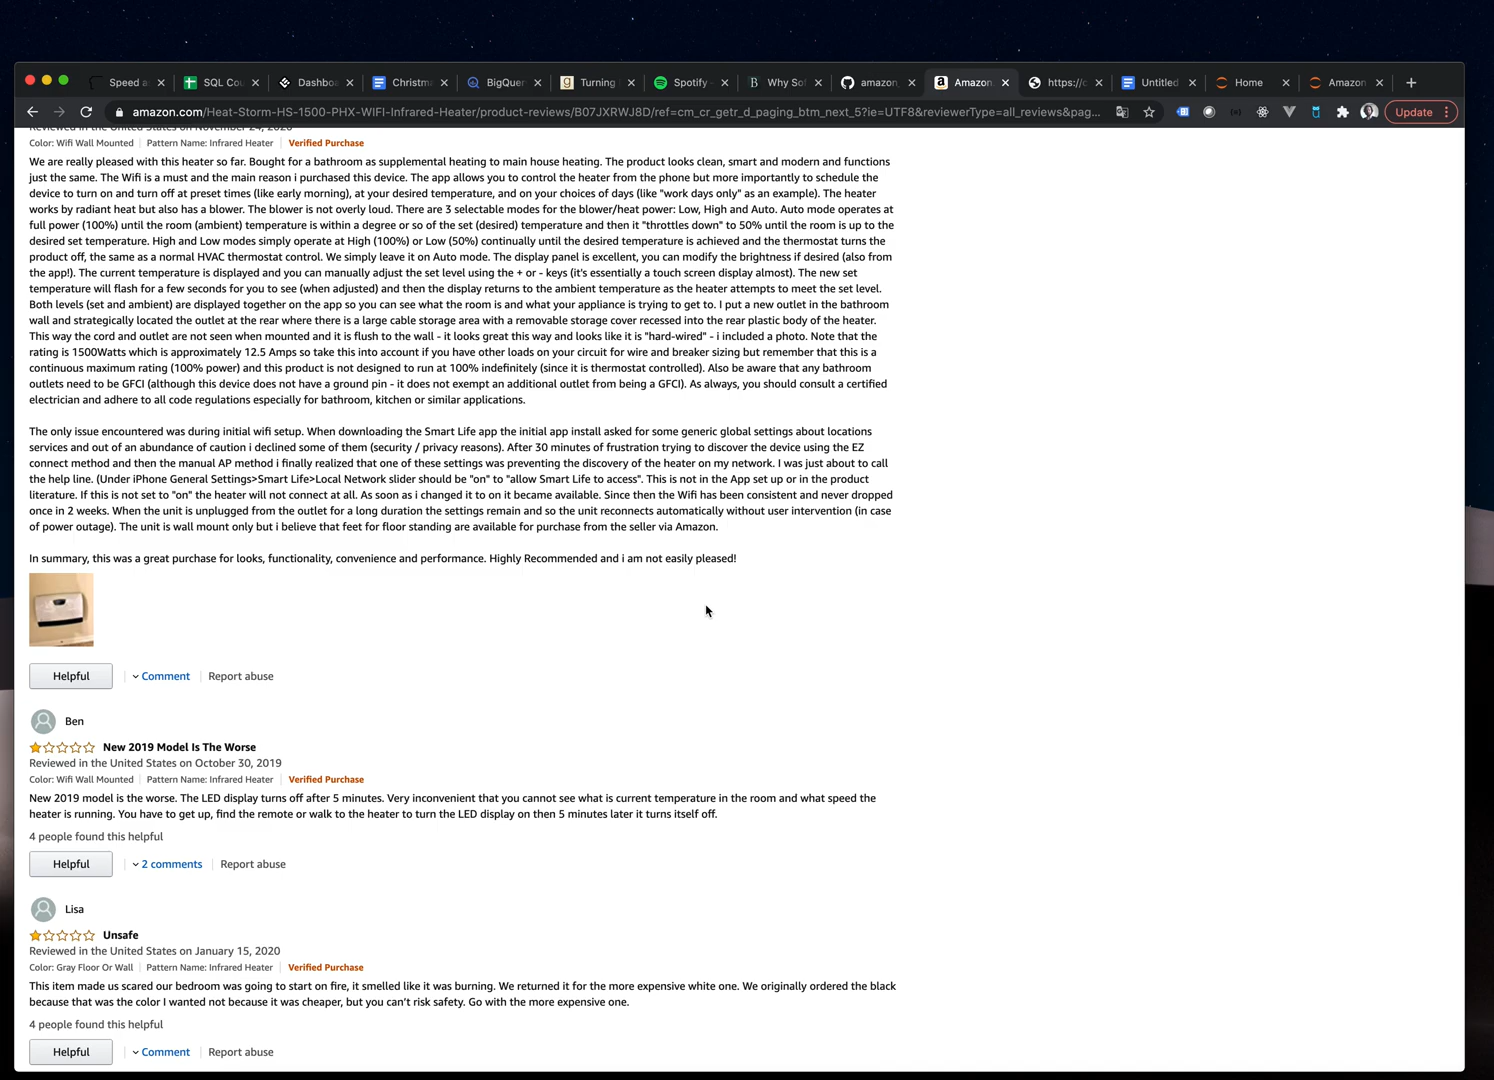 Speed a
SQL Cou
Dashbo
Christm
BigQuer
Turning
Spotify -
Why Sof
amazon_
Amazon.
https://c
Untitled
Home
Amazon
amazon.com/Heat-Storm-HS-1500-PHX-WIFI-Infrared-Heater/product-reviews/B07JXRWJ8D/ref=cm_cr_getr_d_paging_btm_next_5?ie=UTF8&reviewerType=all_reviews&pag...
Update
Reviewed in the United States on November 24, 2020
Color: Wifi Wall Mounted | Pattern Name: Infrared Heater | Verified Purchase
We are really pleased with this heater so far. Bought for a bathroom as supplemental heating to main house heating. The product looks clean, smart and modern and functions
just the same. The Wifi is a must and the main reason i purchased this device. The app allows you to control the heater from the phone but more importantly to schedule the
device to turn on and turn off at preset times (like early morning), at your desired temperature, and on your choices of days (like "work days only" as an example). The heater
works by radiant heat but also has a blower. The blower is not overly loud. There are 3 selectable modes for the blower/heat power: Low, High and Auto. Auto mode operates at
full power (100%) until the room (ambient) temperature is within a degree or so of the set (desired) temperature and then it "throttles down" to 50% until the room is up to the
desired set temperature. High and Low modes simply operate at High (100%) or Low (50%) continually until the desired temperature is achieved and the thermostat turns the
product off, the same as a normal HVAC thermostat control. We simply leave it on Auto mode. The display panel is excellent, you can modify the brightness if desired (also from
the app!). The current temperature is displayed and you can manually adjust the set level using the + or - keys (it's essentially a touch screen display almost). The new set
temperature will flash for a few seconds for you to see (when adjusted) and then the display returns to the ambient temperature as the heater attempts to meet the set level.
Both levels (set and ambient) are displayed together on the app so you can see what the room is and what your appliance is trying to get to. I put a new outlet in the bathroom
wall and strategically located the outlet at the rear where there is a large cable storage area with a removable storage cover recessed into the rear plastic body of the heater.
This way the cord and outlet are not seen when mounted and it is flush to the wall - it looks great this way and looks like it is "hard-wired" - i included a photo. Note that the
rating is 1500Watts which is approximately 12.5 Amps so take this into account if you have other loads on your circuit for wire and breaker sizing but remember that this is a
continuous maximum rating (100% power) and this product is not designed to run at 100% indefinitely (since it is thermostat controlled). Also be aware that any bathroom
outlets need to be GFCI (although this device does not have a ground pin - it does not exempt an additional outlet from being a GFCI). As always, you should consult a certified
electrician and adhere to all code regulations especially for bathroom, kitchen or similar applications.
The only issue encountered was during initial wifi setup. When downloading the Smart Life app the initial app install asked for some generic global settings about locations
services and out of an abundance of caution i declined some of them (security / privacy reasons). After 30 minutes of frustration trying to discover the device using the EZ
connect method and then the manual AP method i finally realized that one of these settings was preventing the discovery of the heater on my network. I was just about to call
the help line. (Under iPhone General Settings>Smart Life>Local Network slider should be "on" to "allow Smart Life to access". This is not in the App set up or in the product
literature. If this is not set to "on" the heater will not connect at all. As soon as i changed it to on it became available. Since then the Wifi has been consistent and never dropped
once in 2 weeks. When the unit is unplugged from the outlet for a long duration the settings remain and so the unit reconnects automatically without user intervention (in case
of power outage). The unit is wall mount only but i believe that feet for floor standing are available for purchase from the seller via Amazon.
In summary, this was a great purchase for looks, functionality, convenience and performance. Highly Recommended and i am not easily pleased!
Helpful | Comment | Report abuse
Ben
New 2019 Model Is The Worse
Reviewed in the United States on October 30, 2019
Color: Wifi Wall Mounted | Pattern Name: Infrared Heater | Verified Purchase
New 2019 model is the worse. The LED display turns off after 5 minutes. Very inconvenient that you cannot see what is current temperature in the room and what speed the
heater is running. You have to get up, find the remote or walk to the heater to turn the LED display on then 5 minutes later it turns itself off.
4 people found this helpful
Helpful | 2 comments | Report abuse
Lisa
Unsafe
Reviewed in the United States on January 15, 2020
Color: Gray Floor Or Wall | Pattern Name: Infrared Heater | Verified Purchase
This item made us scared our bedroom was going to start on fire, it smelled like it was burning. We returned it for the more expensive white one. We originally ordered the black
because that was the color I wanted not because it was cheaper, but you can't risk safety. Go with the more expensive one.
4 people found this helpful
Helpful | Comment | Report abuse